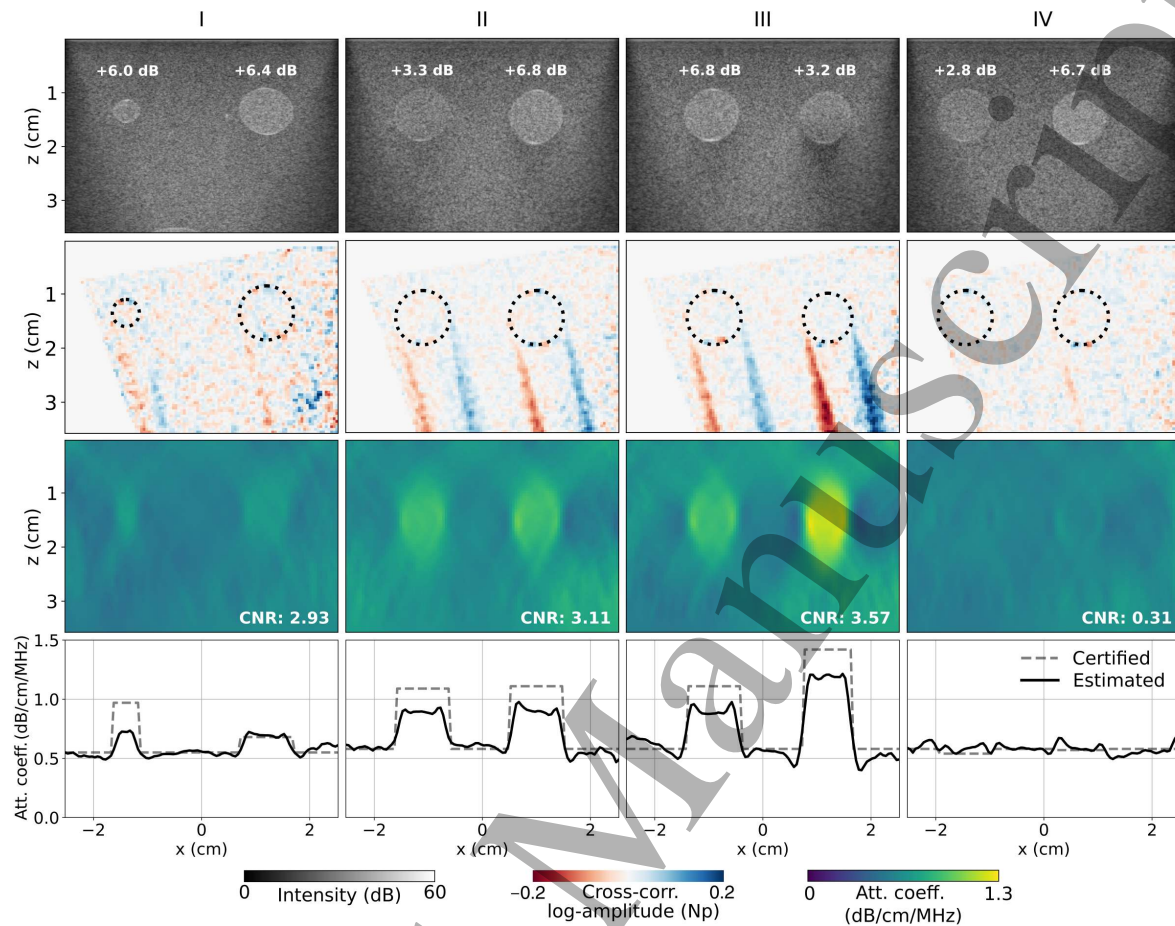 I II III IV
+6.0 dB +6.4 dB +3.3 dB +6.8 dB +6.8 dB +3.2 dB +2.8 dB +6.7 dB
1
z (cm)
2
3
1
2
3
1
z (cm)
2
3
CNR: 2.93 CNR: 3.11 CNR: 3.57 CNR: 0.31
1.5
1.0
0.5
0.0
Att. coeff. (dB/cm/MHz)
Certified
Estimated
−2 0 2 −2 0 2 −2 0 2 −2 0 2
x (cm) x (cm) x (cm) x (cm)
0 Intensity (dB) 60
−0.2 Cross-corr. 0.2
log-amplitude (Np)
0 Att. coeff. 1.3
(dB/cm/MHz)
Manuscrip